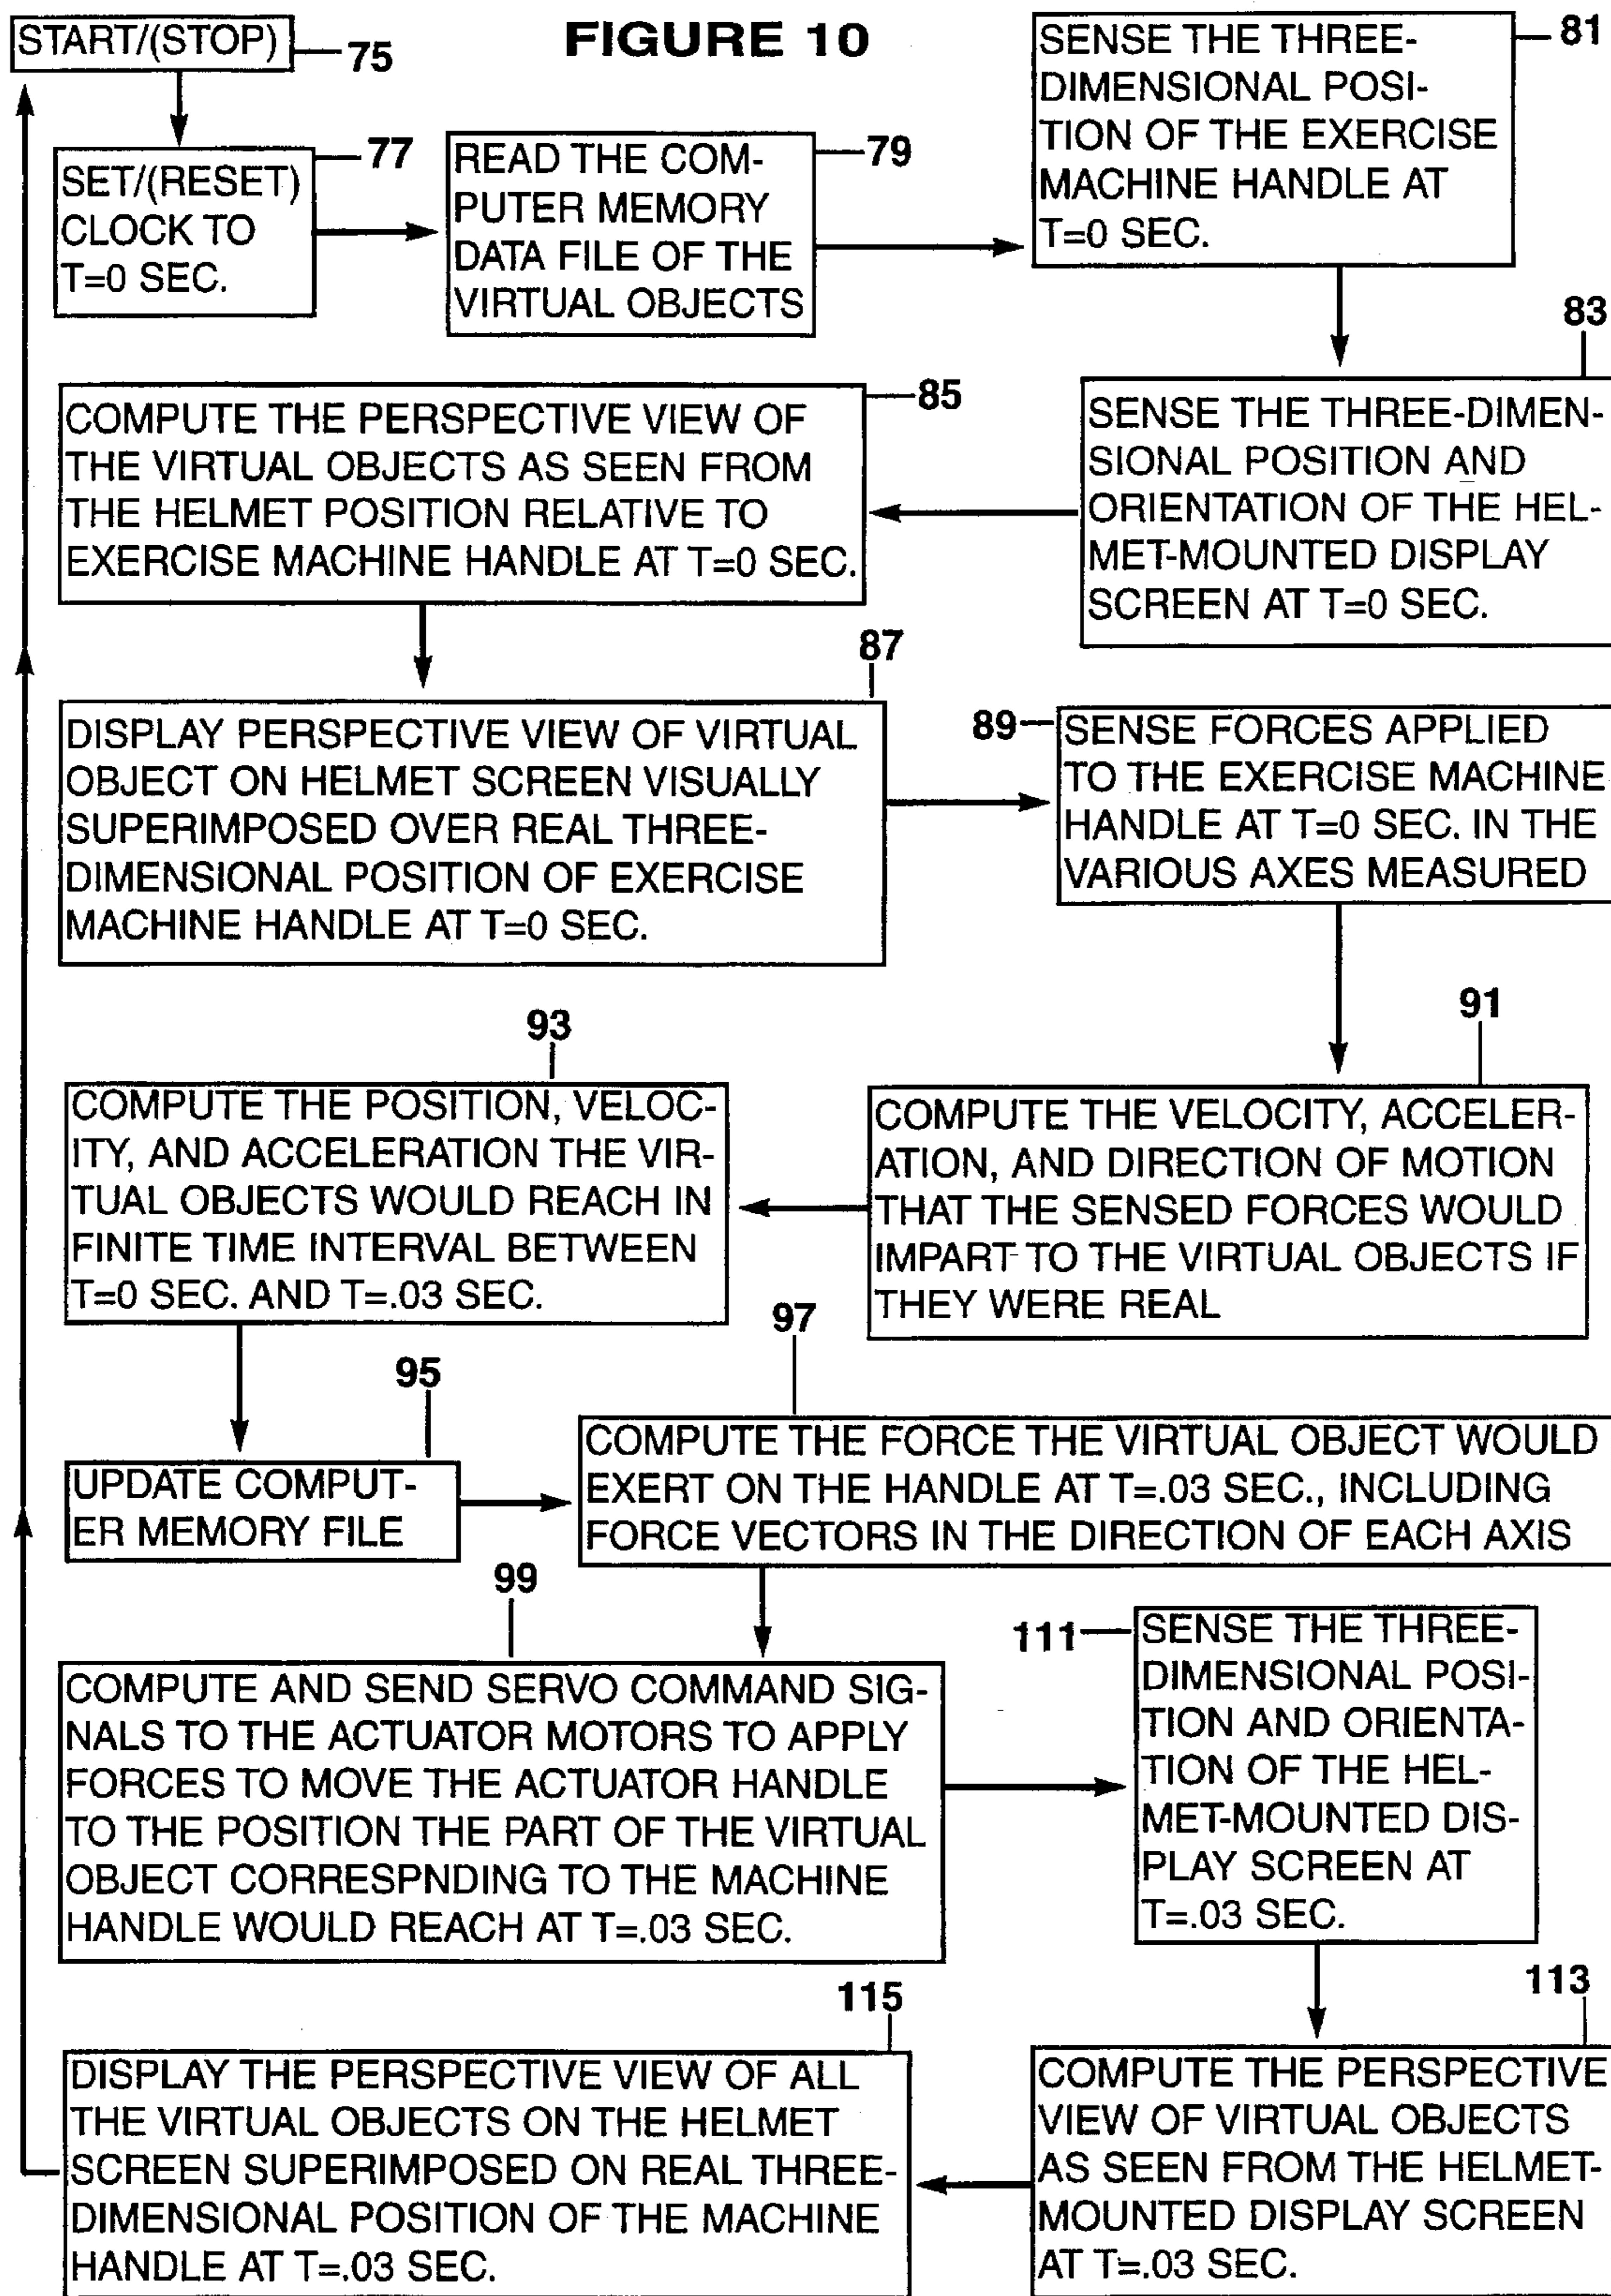 FIGURE 10
START/(STOP)
75
SET/(RESET)
CLOCK TO
T=0 SEC.
77
READ THE COM-
PUTER MEMORY
DATA FILE OF THE
VIRTUAL OBJECTS
79
SENSE THE THREE-
DIMENSIONAL POSI-
TION OF THE EXERCISE
MACHINE HANDLE AT
T=0 SEC.
81
83
SENSE THE THREE-DIMEN-
SIONAL POSITION AND
ORIENTATION OF THE HEL-
MET-MOUNTED DISPLAY
SCREEN AT T=0 SEC.
85
COMPUTE THE PERSPECTIVE VIEW OF
THE VIRTUAL OBJECTS AS SEEN FROM
THE HELMET POSITION RELATIVE TO
EXERCISE MACHINE HANDLE AT T=0 SEC.
87
DISPLAY PERSPECTIVE VIEW OF VIRTUAL
OBJECT ON HELMET SCREEN VISUALLY
SUPERIMPOSED OVER REAL THREE-
DIMENSIONAL POSITION OF EXERCISE
MACHINE HANDLE AT T=0 SEC.
89
SENSE FORCES APPLIED
TO THE EXERCISE MACHINE
HANDLE AT T=0 SEC. IN THE
VARIOUS AXES MEASURED
91
COMPUTE THE VELOCITY, ACCELER-
ATION, AND DIRECTION OF MOTION
THAT THE SENSED FORCES WOULD
IMPART TO THE VIRTUAL OBJECTS IF
THEY WERE REAL
93
COMPUTE THE POSITION, VELOC-
ITY, AND ACCELERATION THE VIR-
TUAL OBJECTS WOULD REACH IN
FINITE TIME INTERVAL BETWEEN
T=0 SEC. AND T=.03 SEC.
95
UPDATE COMPUT-
ER MEMORY FILE
97
COMPUTE THE FORCE THE VIRTUAL OBJECT WOULD
EXERT ON THE HANDLE AT T=.03 SEC., INCLUDING
FORCE VECTORS IN THE DIRECTION OF EACH AXIS
99
COMPUTE AND SEND SERVO COMMAND SIG-
NALS TO THE ACTUATOR MOTORS TO APPLY
FORCES TO MOVE THE ACTUATOR HANDLE
TO THE POSITION THE PART OF THE VIRTUAL
OBJECT CORRESPNDING TO THE MACHINE
HANDLE WOULD REACH AT T=.03 SEC.
111
SENSE THE THREE-
DIMENSIONAL POSI-
TION AND ORIENTA-
TION OF THE HEL-
MET-MOUNTED DIS-
PLAY SCREEN AT
T=.03 SEC.
113
COMPUTE THE PERSPECTIVE
VIEW OF VIRTUAL OBJECTS
AS SEEN FROM THE HELMET-
MOUNTED DISPLAY SCREEN
AT T=.03 SEC.
115
DISPLAY THE PERSPECTIVE VIEW OF ALL
THE VIRTUAL OBJECTS ON THE HELMET
SCREEN SUPERIMPOSED ON REAL THREE-
DIMENSIONAL POSITION OF THE MACHINE
HANDLE AT T=.03 SEC.